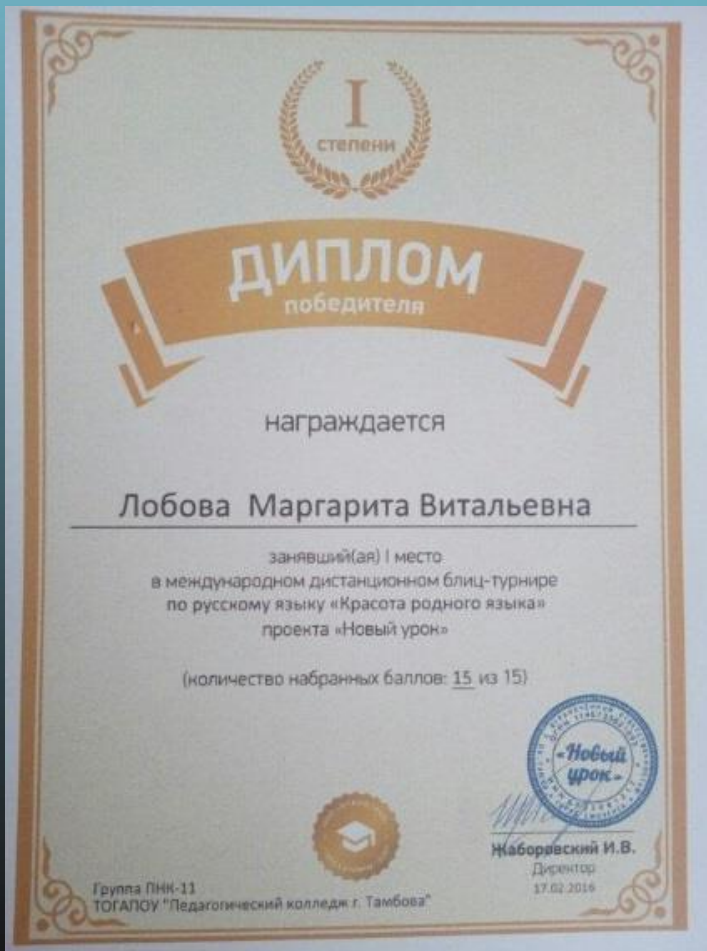 I
степени
ДИПЛОМ
победителя
награждается
Лобова Маргарита Витальевна
занявший(ая) I место
в международном дистанционном блиц-турнире
по русскому языку «Красота родного языка»
проекта «Новый урок»
(количество набранных баллов: 15 из 15)
«Новый
урок»
Жаборовский И.В.
Директор
17.02.2016
Группа ПНК-11
ТОГАПОУ "Педагогический колледж г. Тамбова"